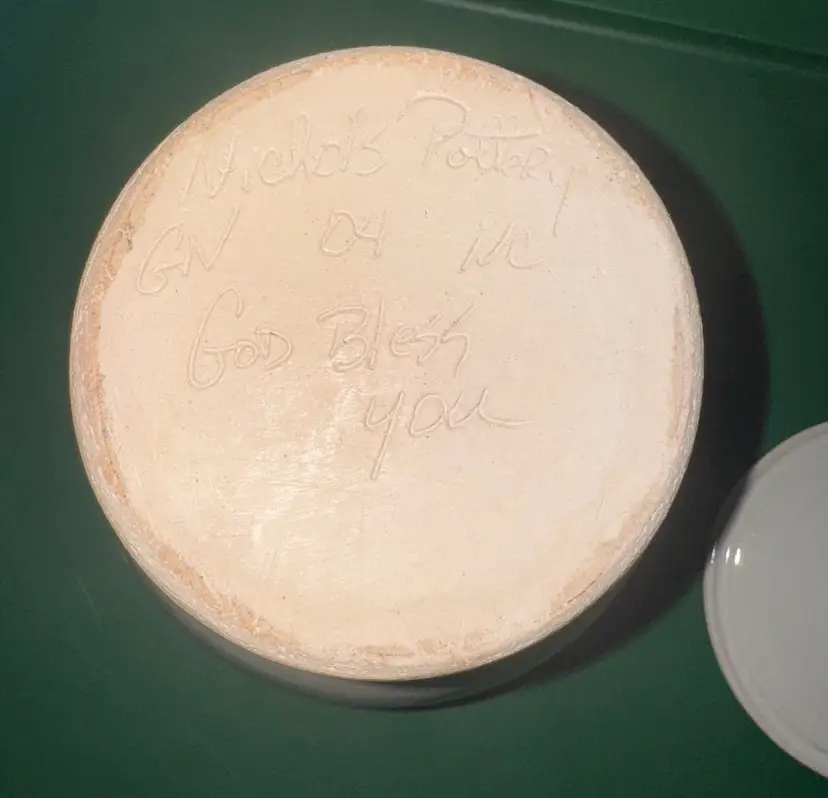 Nichols Pottery
GN 04 NC
GOD Bless
you